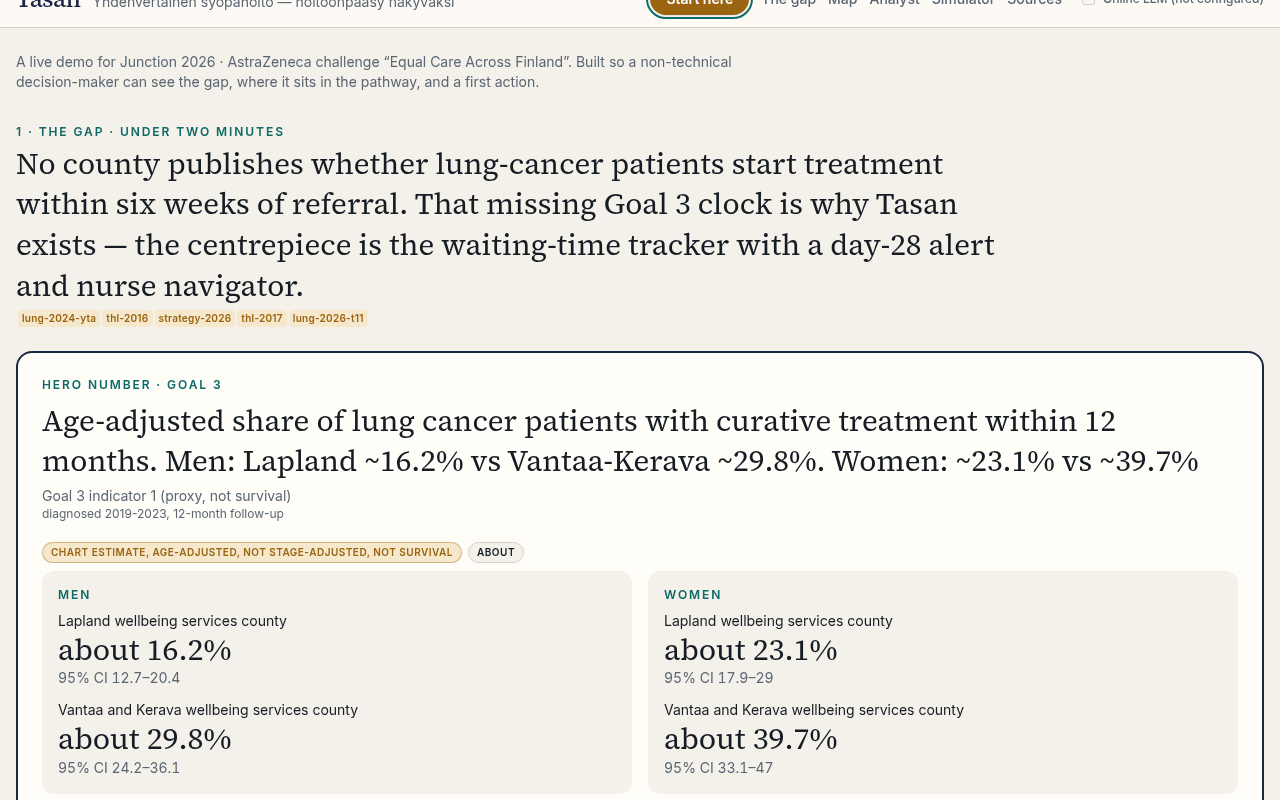 Tasan Yhdenvertainen syöpähoito — hoitoonpääsy näkyväksi
Start here The gap Map Analyst Simulator Sources Online LLM (not configured)
A live demo for Junction 2026 · AstraZeneca challenge “Equal Care Across Finland”. Built so a non-technical
decision-maker can see the gap, where it sits in the pathway, and a first action.
1 · THE GAP · UNDER TWO MINUTES
No county publishes whether lung-cancer patients start treatment
within six weeks of referral. That missing Goal 3 clock is why Tasan
exists — the centrepiece is the waiting-time tracker with a day-28 alert
and nurse navigator.
lung-2024-yta thl-2016 strategy-2026 thl-2017 lung-2026-t11
HERO NUMBER · GOAL 3
Age-adjusted share of lung cancer patients with curative treatment within 12
months. Men: Lapland ~16.2% vs Vantaa-Kerava ~29.8%. Women: ~23.1% vs ~39.7%
Goal 3 indicator 1 (proxy, not survival)
diagnosed 2019-2023, 12-month follow-up
CHART ESTIMATE, AGE-ADJUSTED, NOT STAGE-ADJUSTED, NOT SURVIVAL ABOUT
MEN
Lapland wellbeing services county
about 16.2%
95% CI 12.7–20.4
Vantaa and Kerava wellbeing services county
about 29.8%
95% CI 24.2–36.1
WOMEN
Lapland wellbeing services county
about 23.1%
95% CI 17.9–29
Vantaa and Kerava wellbeing services county
about 39.7%
95% CI 33.1–47